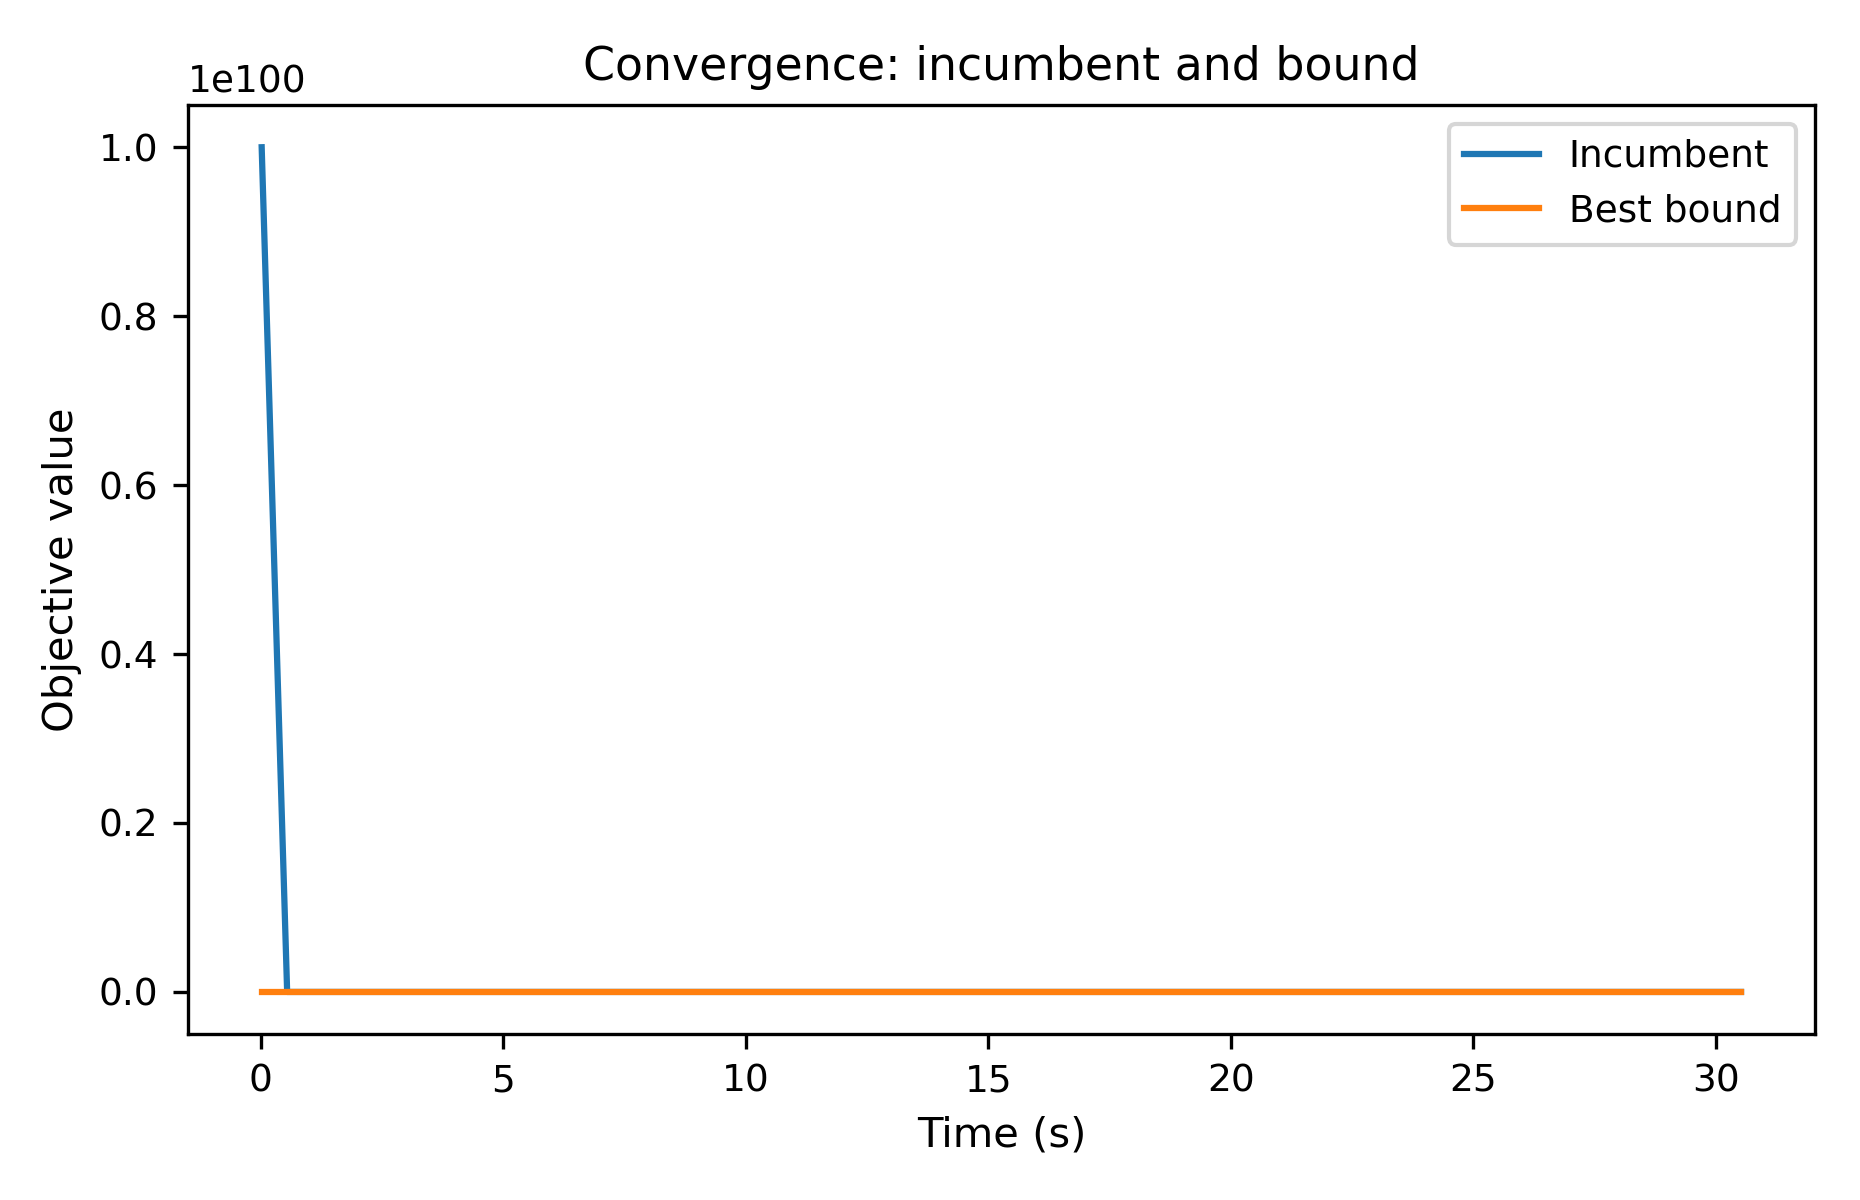 Convergence: incumbent and bound
1e100
1.0
0.8
0.6
0.4
0.2
0.0
Objective value
Incumbent
Best bound
0 5 10 15 20 25 30
Time (s)